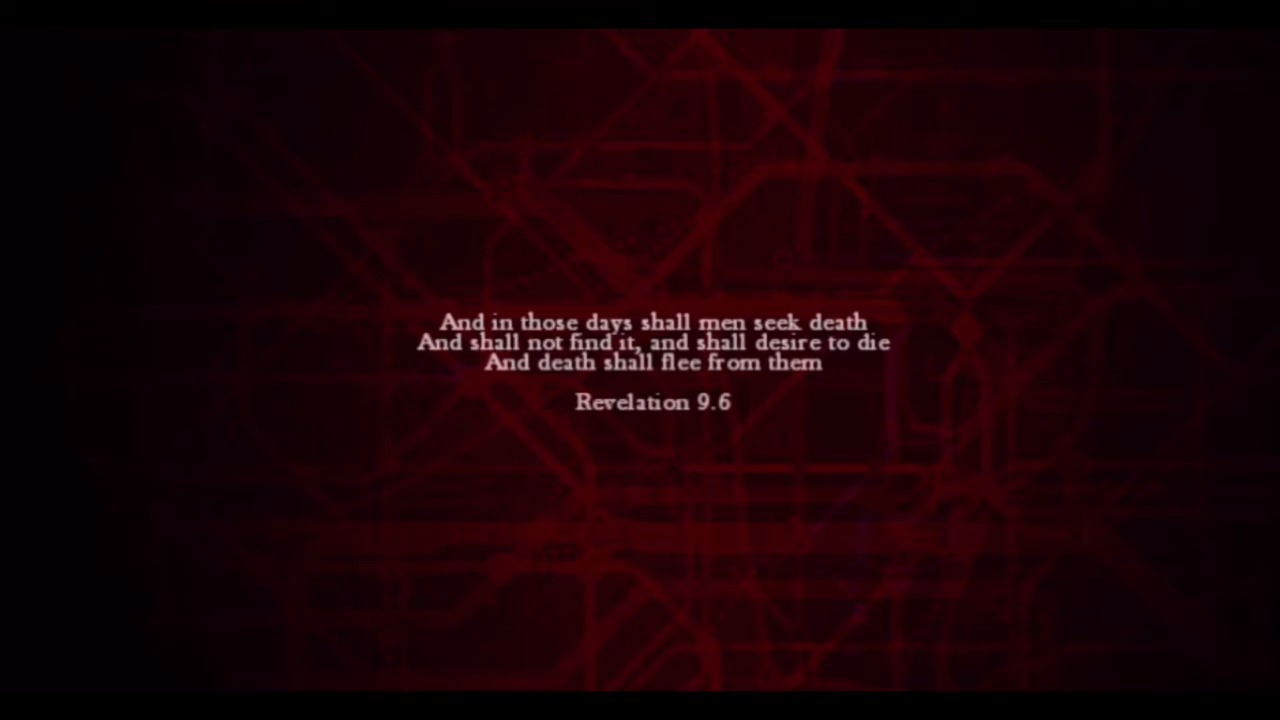 And in those days shall men seek death
And shall not find it, and shall desire to die
And death shall flee from them
Revelation 9.6